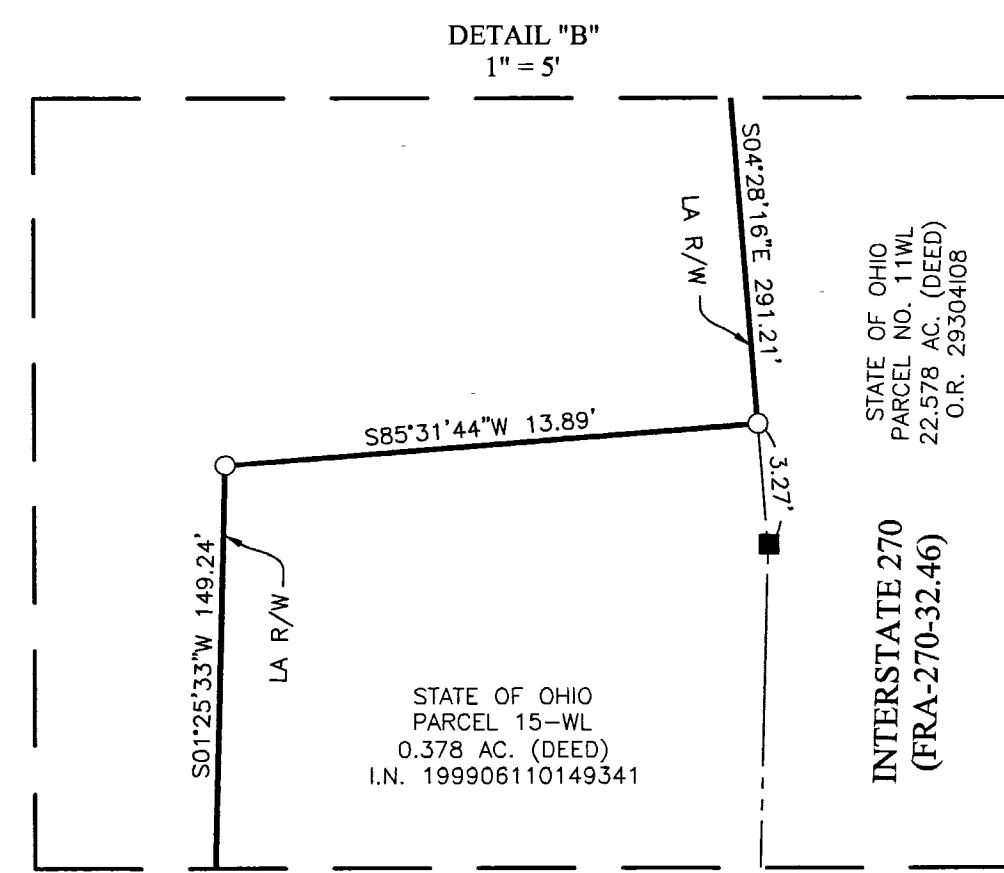 DETAIL "B"
1" = 5'
S04°28'16"E 291.21'
LA R/W
STATE OF OHIO
PARCEL NO. 11WL
22.578 AC. (DEED)
O.R. 29304I08
S85°31'44"W 13.89'
3.27'
S01°25'33"W 149.24'
LA R/W
INTERSTATE 270
(FRA-270-32.46)
STATE OF OHIO
PARCEL 15-WL
0.378 AC. (DEED)
I.N. 199906110149341